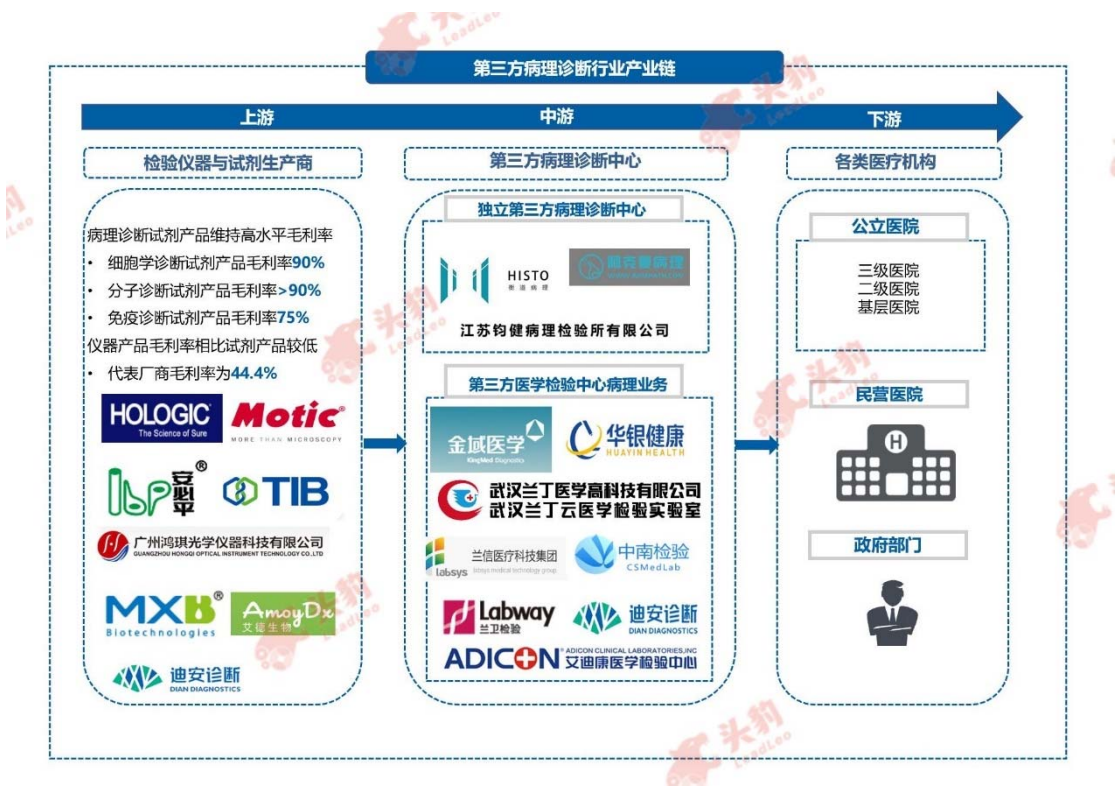 第三方病理诊断行业产业链
上游
中游
下游
检验仪器与试剂生产商
第三方病理诊断中心
各类医疗机构
病理诊断试剂产品维持高水平毛利率
• 细胞学诊断试剂产品毛利率90%
• 分子诊断试剂产品毛利率>90%
• 免疫诊断试剂产品毛利率75%
仪器产品毛利率相比试剂产品较低
• 代表厂商毛利率为44.4%
HOLOGIC®
The Science of Sure
Motic®
MORE THAN MICROSCOPY
lbp 安必平®
TIB
广州鸿琪光学仪器科技有限公司
GUANGZHOU HONGQI OPTICAL INSTRUMENT TECHNOLOGY CO.,LTD
MXB®
Biotechnologies
AmoyDx
艾德生物
迪安诊断
DIAN DIAGNOSTICS
独立第三方病理诊断中心
HISTO
衡道病理
江苏钧健病理检验所有限公司
第三方医学检验中心病理业务
金域医学
KingMed Diagnostics
华银健康
HUAYIN HEALTH
武汉兰丁医学高科技有限公司
武汉兰丁云医学检验实验室
labsys
兰信医疗科技集团
labsys medical technology group
中南检验
CSMedLab
Labway
兰卫检验
迪安诊断
DIAN DIAGNOSTICS
ADICON®
ADICON CLINICAL LABORATORIES,INC
艾迪康医学检验中心
公立医院
三级医院
二级医院
基层医院
民营医院
H
政府部门
头豹
LeadLeo